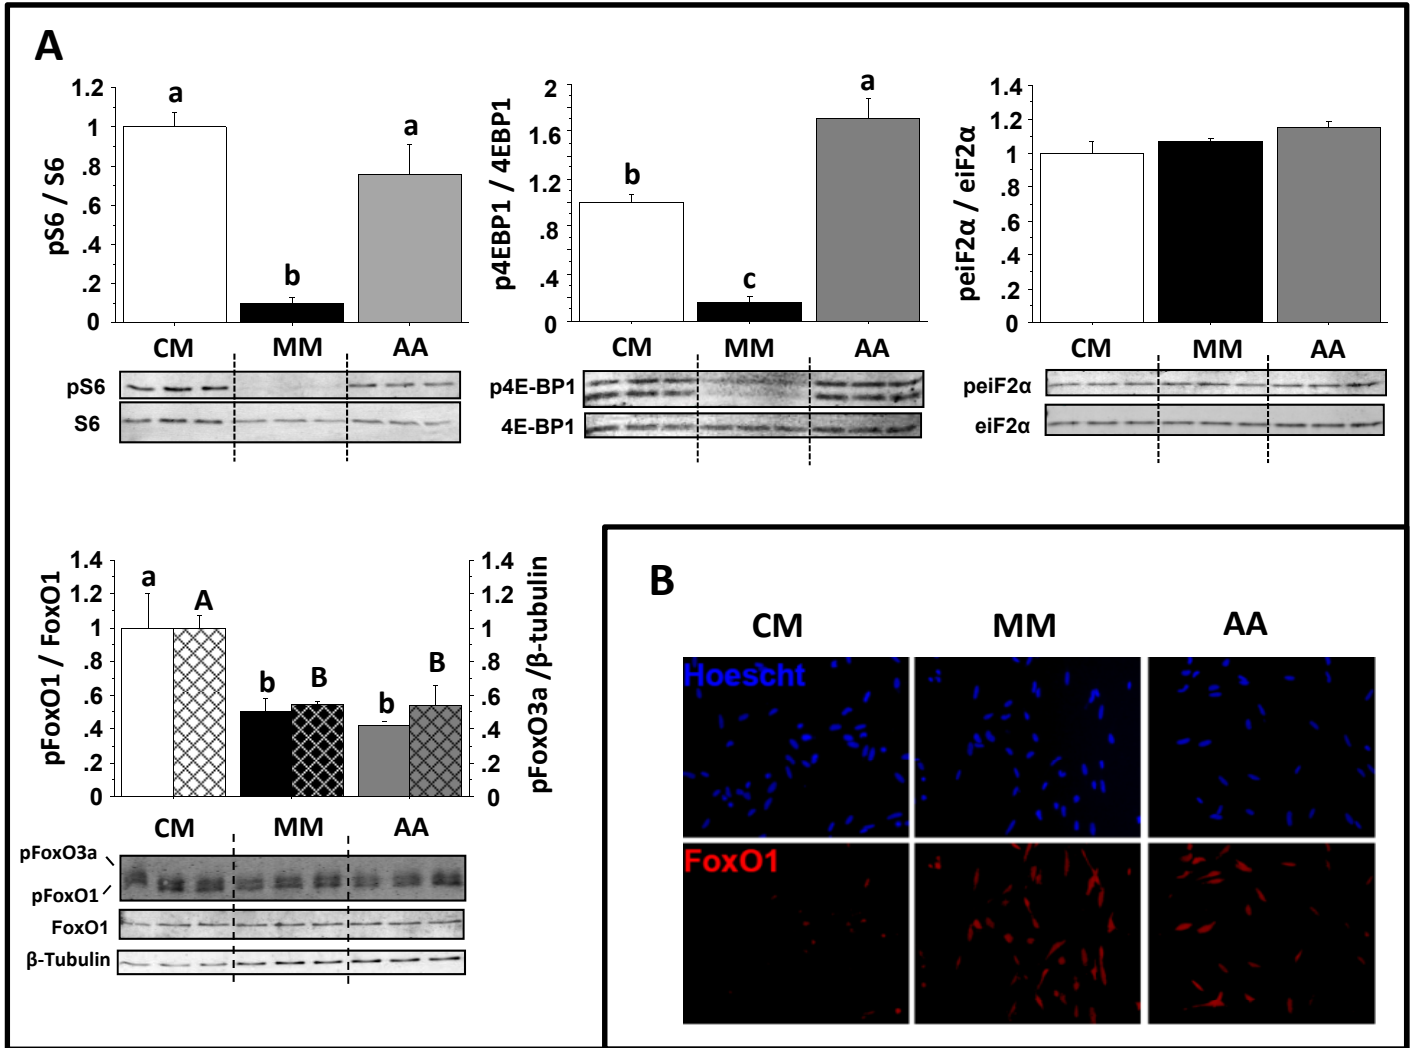 A
pS6 / S6
1.2
1
.8
.6
.4
.2
0
a
b
a
CM MM AA
pS6
S6
p4EBP1 / 4EBP1
2
1.6
1.2
.8
.4
0
b
c
a
CM MM AA
p4E-BP1
4E-BP1
peiF2α / eiF2α
1.4
1.2
1
.8
.6
.4
.2
0
CM MM AA
peiF2α
eiF2α
pFoxO1 / FoxO1
1.4
1.2
1
.8
.6
.4
.2
0
a A
b B
b B
1.4
1.2
1
.8
.6
.4
.2
0
pFoxO3a /β-tubulin
CM MM AA
pFoxO3a
pFoxO1
FoxO1
β-Tubulin
B
CM MM AA
Hoescht
FoxO1